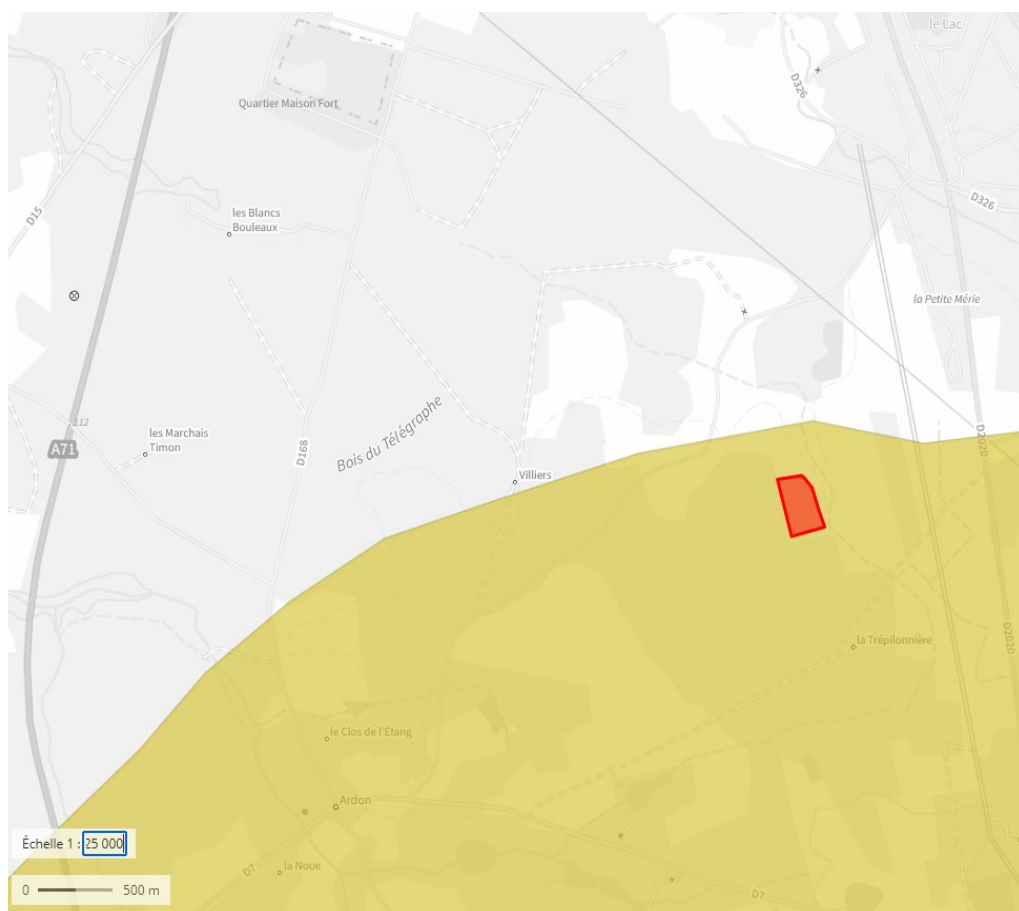 le Lac
D326
Quartier Maison Fort
D326
D15
les Blancs
Bouleaux
la Petite Mérie
112
les Marchais
Timon
A71
Bois du Télégraphe
D168
D2020
Villiers
D2020
la Trépilonnière
le Clos de l'Étang
Ardon
Échelle 1 : 25 000
la Noue
D7
0 500 m
D7